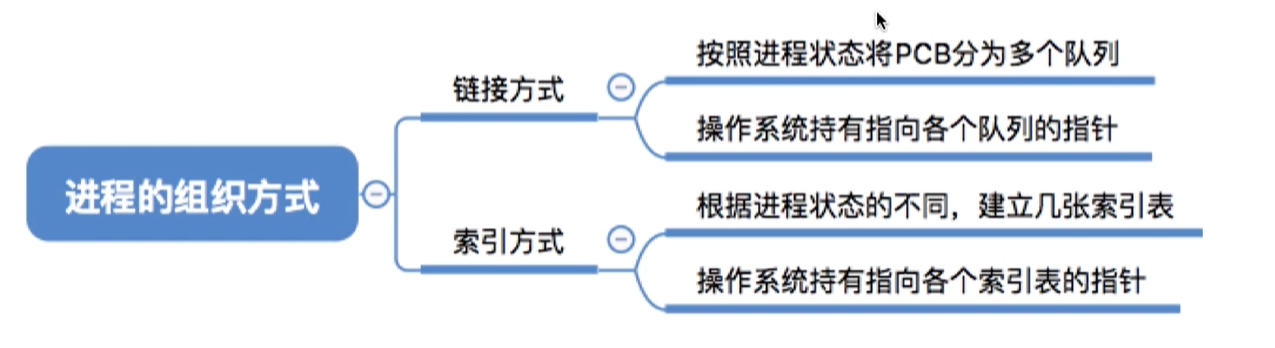 进程的组织方式
链接方式
按照进程状态将PCB分为多个队列
操作系统持有指向各个队列的指针
索引方式
根据进程状态的不同，建立几张索引表
操作系统持有指向各个索引表的指针